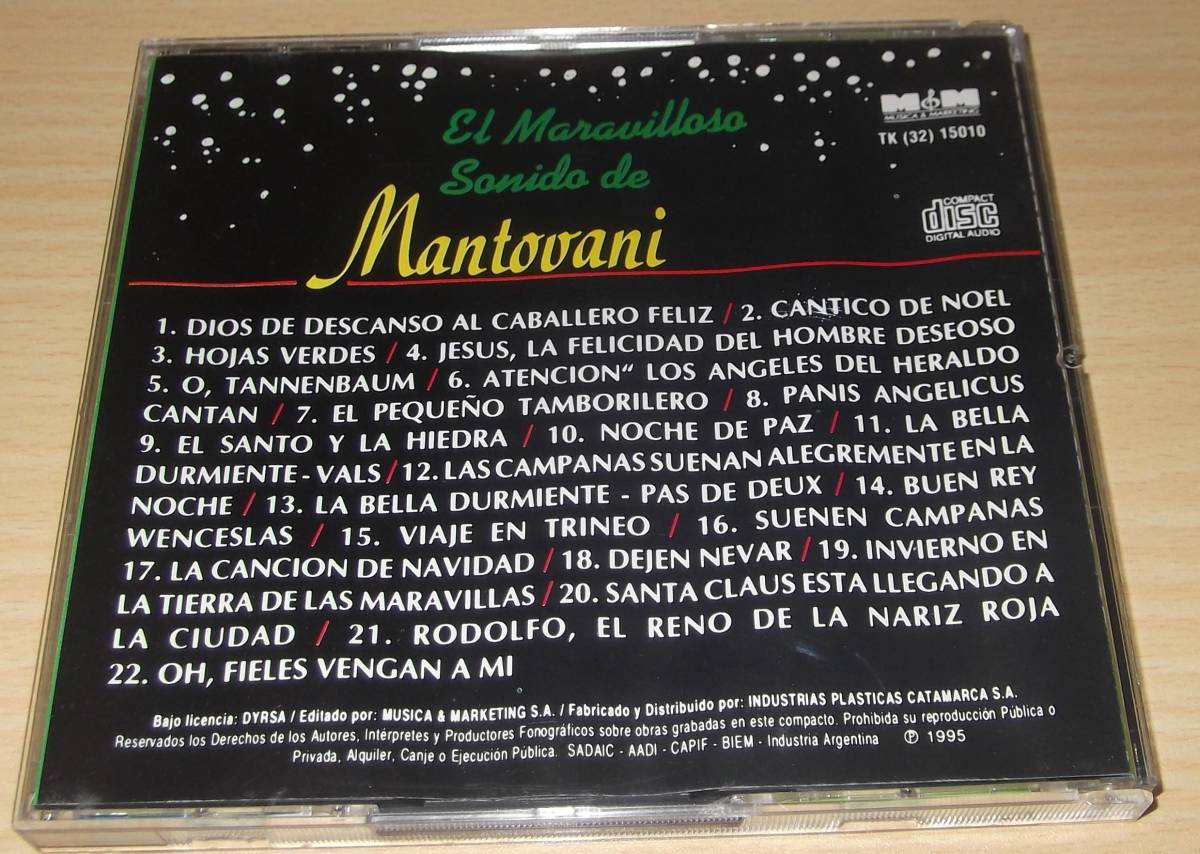 El Maravilloso
Sonido de
Mantovani
M&M
MUSICA & MARKETING
TK (32) 15010
COMPACT
disc
DIGITAL AUDIO
1. DIOS DE DESCANSO AL CABALLERO FELIZ / 2. CANTICO DE NOEL
3. HOJAS VERDES / 4. JESUS, LA FELICIDAD DEL HOMBRE DESEOSO
5. O, TANNENBAUM / 6. ATENCION" LOS ANGELES DEL HERALDO
CANTAN / 7. EL PEQUEÑO TAMBORILERO / 8. PANIS ANGELICUS
9. EL SANTO Y LA HIEDRA / 10. NOCHE DE PAZ / 11. LA BELLA
DURMIENTE - VALS / 12. LAS CAMPANAS SUENAN ALEGREMENTE EN LA
NOCHE / 13. LA BELLA DURMIENTE - PAS DE DEUX / 14. BUEN REY
WENCESLAS / 15. VIAJE EN TRINEO / 16. SUENEN CAMPANAS
17. LA CANCION DE NAVIDAD / 18. DEJEN NEVAR / 19. INVIERNO EN
LA TIERRA DE LAS MARAVILLAS / 20. SANTA CLAUS ESTA LLEGANDO A
LA CIUDAD / 21. RODOLFO, EL RENO DE LA NARIZ ROJA
22. OH, FIELES VENGAN A MI
Bajo licencia: DYRSA / Editado por: MUSICA & MARKETING S.A. / Fabricado y Distribuido por: INDUSTRIAS PLASTICAS CATAMARCA S.A.
Reservados los Derechos de los Autores, Intérpretes y Productores Fonográficos sobre obras grabadas en este compacto. Prohibida su reproducción Pública o
Privada, Alquiler, Canje o Ejecución Pública. SADAIC - AADI - CAPIF - BIEM - Industria Argentina ℗ 1995